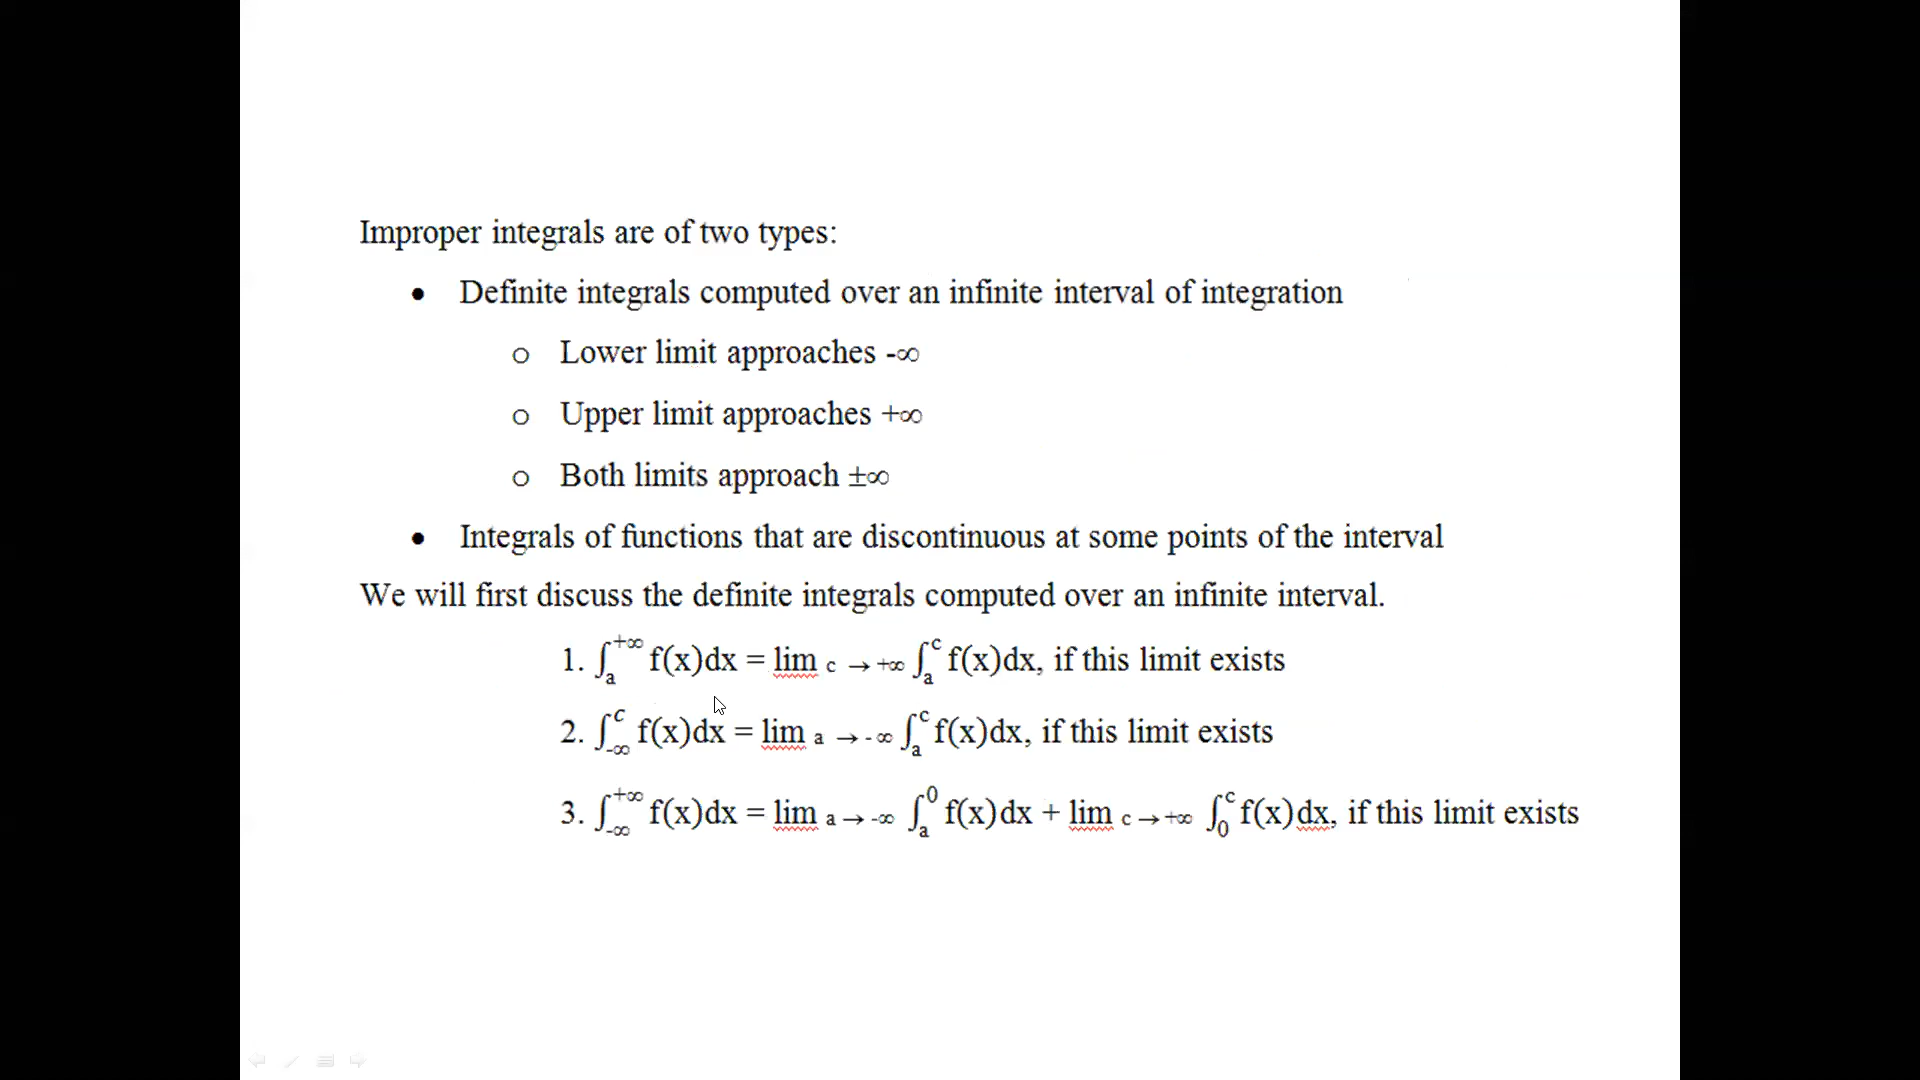 Improper integrals are of two types:
• Definite integrals computed over an infinite interval of integration
o Lower limit approaches -∞
o Upper limit approaches +∞
o Both limits approach ±∞
• Integrals of functions that are discontinuous at some points of the interval
We will first discuss the definite integrals computed over an infinite interval.
1. ∫_a^{+∞} f(x)dx = lim c → +∞ ∫_a^c f(x)dx, if this limit exists
2. ∫_{-∞}^c f(x)dx = lim a → - ∞ ∫_a^c f(x)dx, if this limit exists
3. ∫_{-∞}^{+∞} f(x)dx = lim a → -∞ ∫_a^0 f(x)dx + lim c → +∞ ∫_0^c f(x)dx, if this limit exists